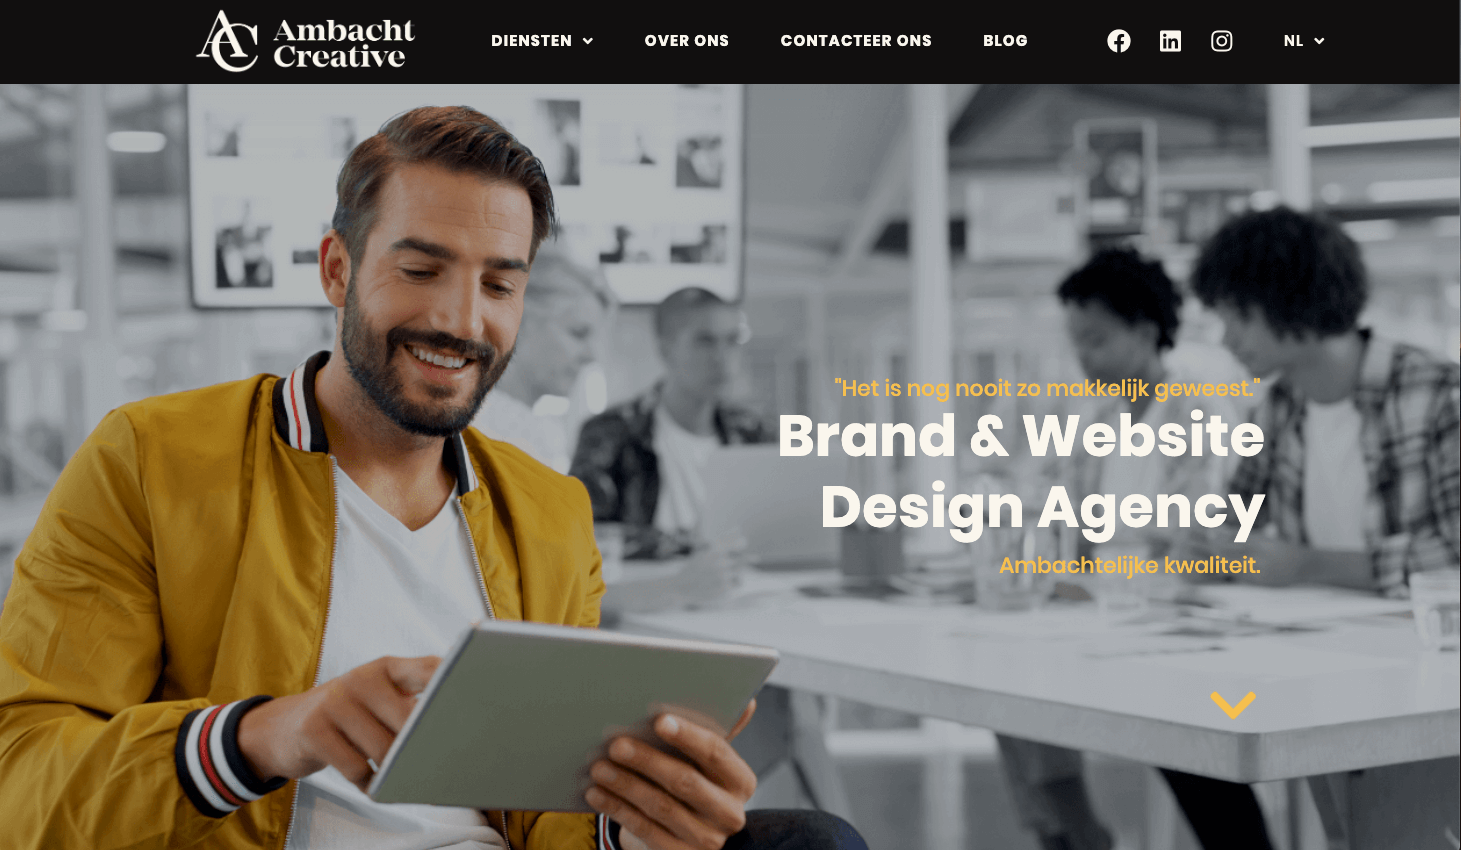 Ambacht
Creative
DIENSTEN
OVER ONS
CONTACTEER ONS
BLOG
NL
"Het is nog nooit zo makkelijk geweest."
Brand & Website
Design Agency
Ambachtelijke kwaliteit.